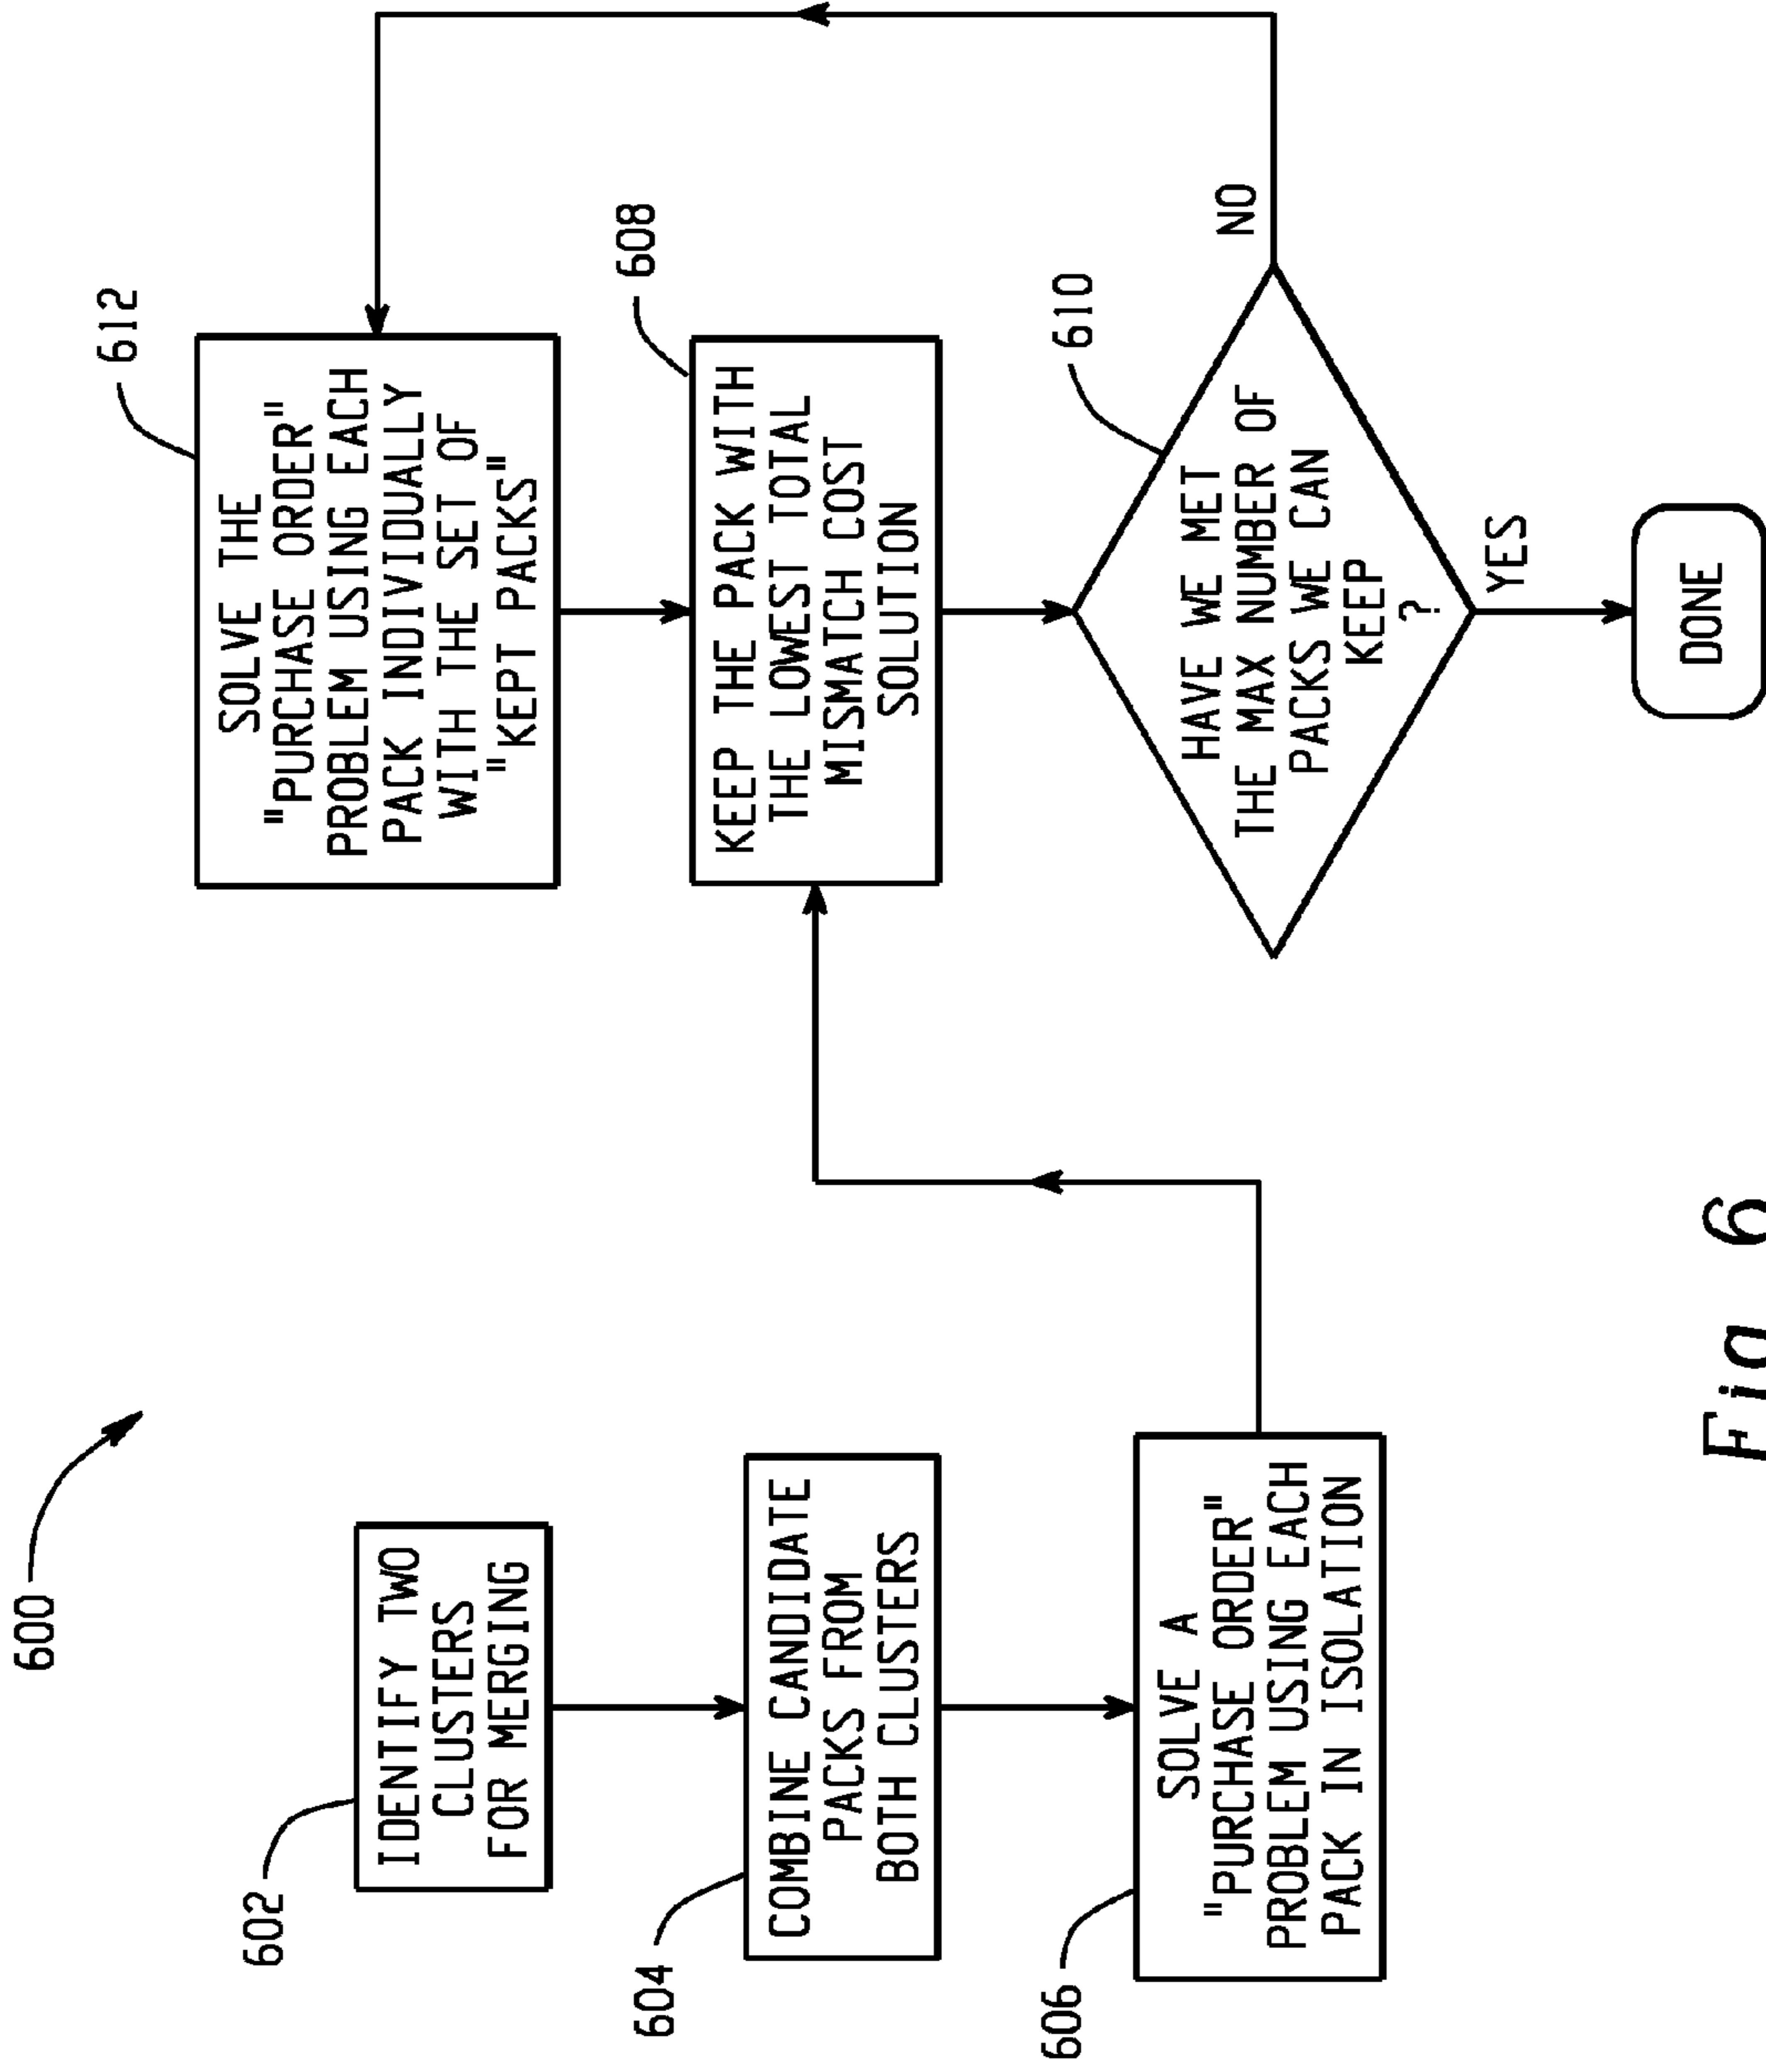 600
602
IDENTIFY TWO
CLUSTERS
FOR MERGING
604
COMBINE CANDIDATE
PACKS FROM
BOTH CLUSTERS
606
SOLVE A
"PURCHASE ORDER"
PROBLEM USING EACH
PACK IN ISOLATION
612
SOLVE THE
"PURCHASE ORDER"
PROBLEM USING EACH
PACK INDIVIDUALLY
WITH THE SET OF
"KEPT PACKS"
608
KEEP THE PACK WITH
THE LOWEST TOTAL
MISMATCH COST
SOLUTION
610
HAVE WE MET
THE MAX NUMBER OF
PACKS WE CAN
KEEP
?
NO
YES
DONE
Fig 6